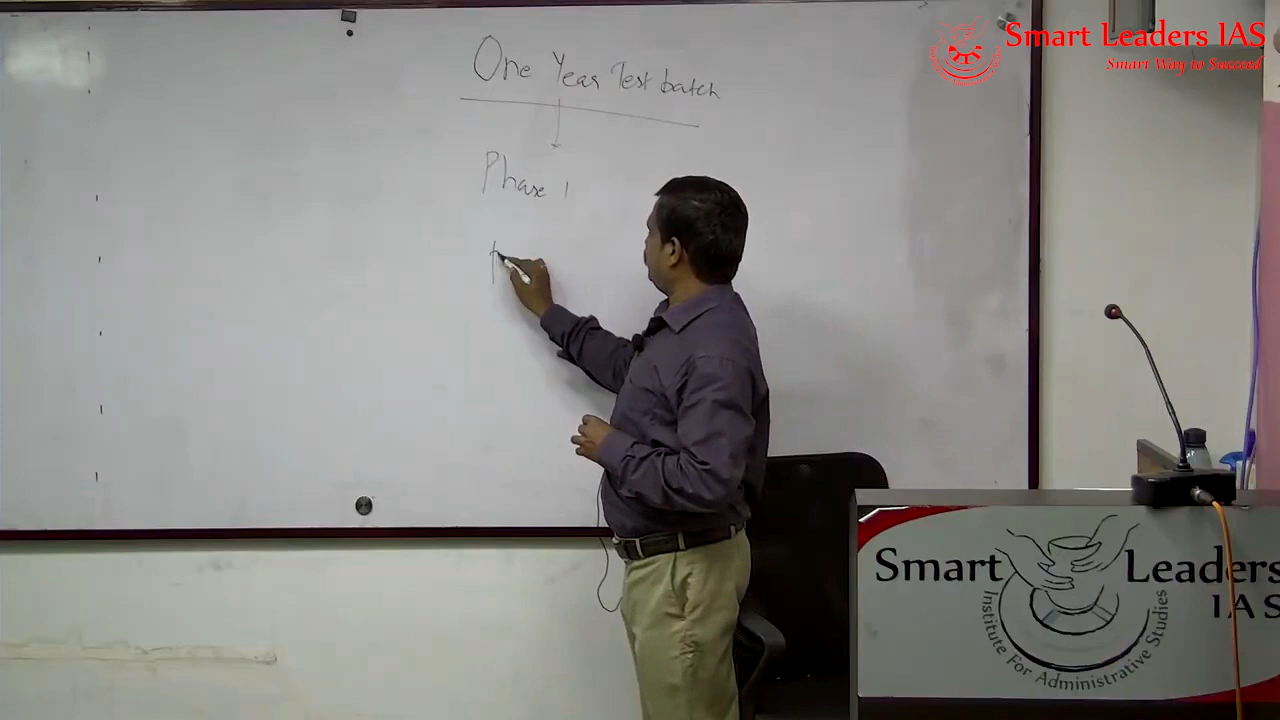 One Year Test batch
Phase 1
Smart Leaders IAS
Smart Way to Succeed
Smart Leaders
IAS
Institute For Administrative Studies